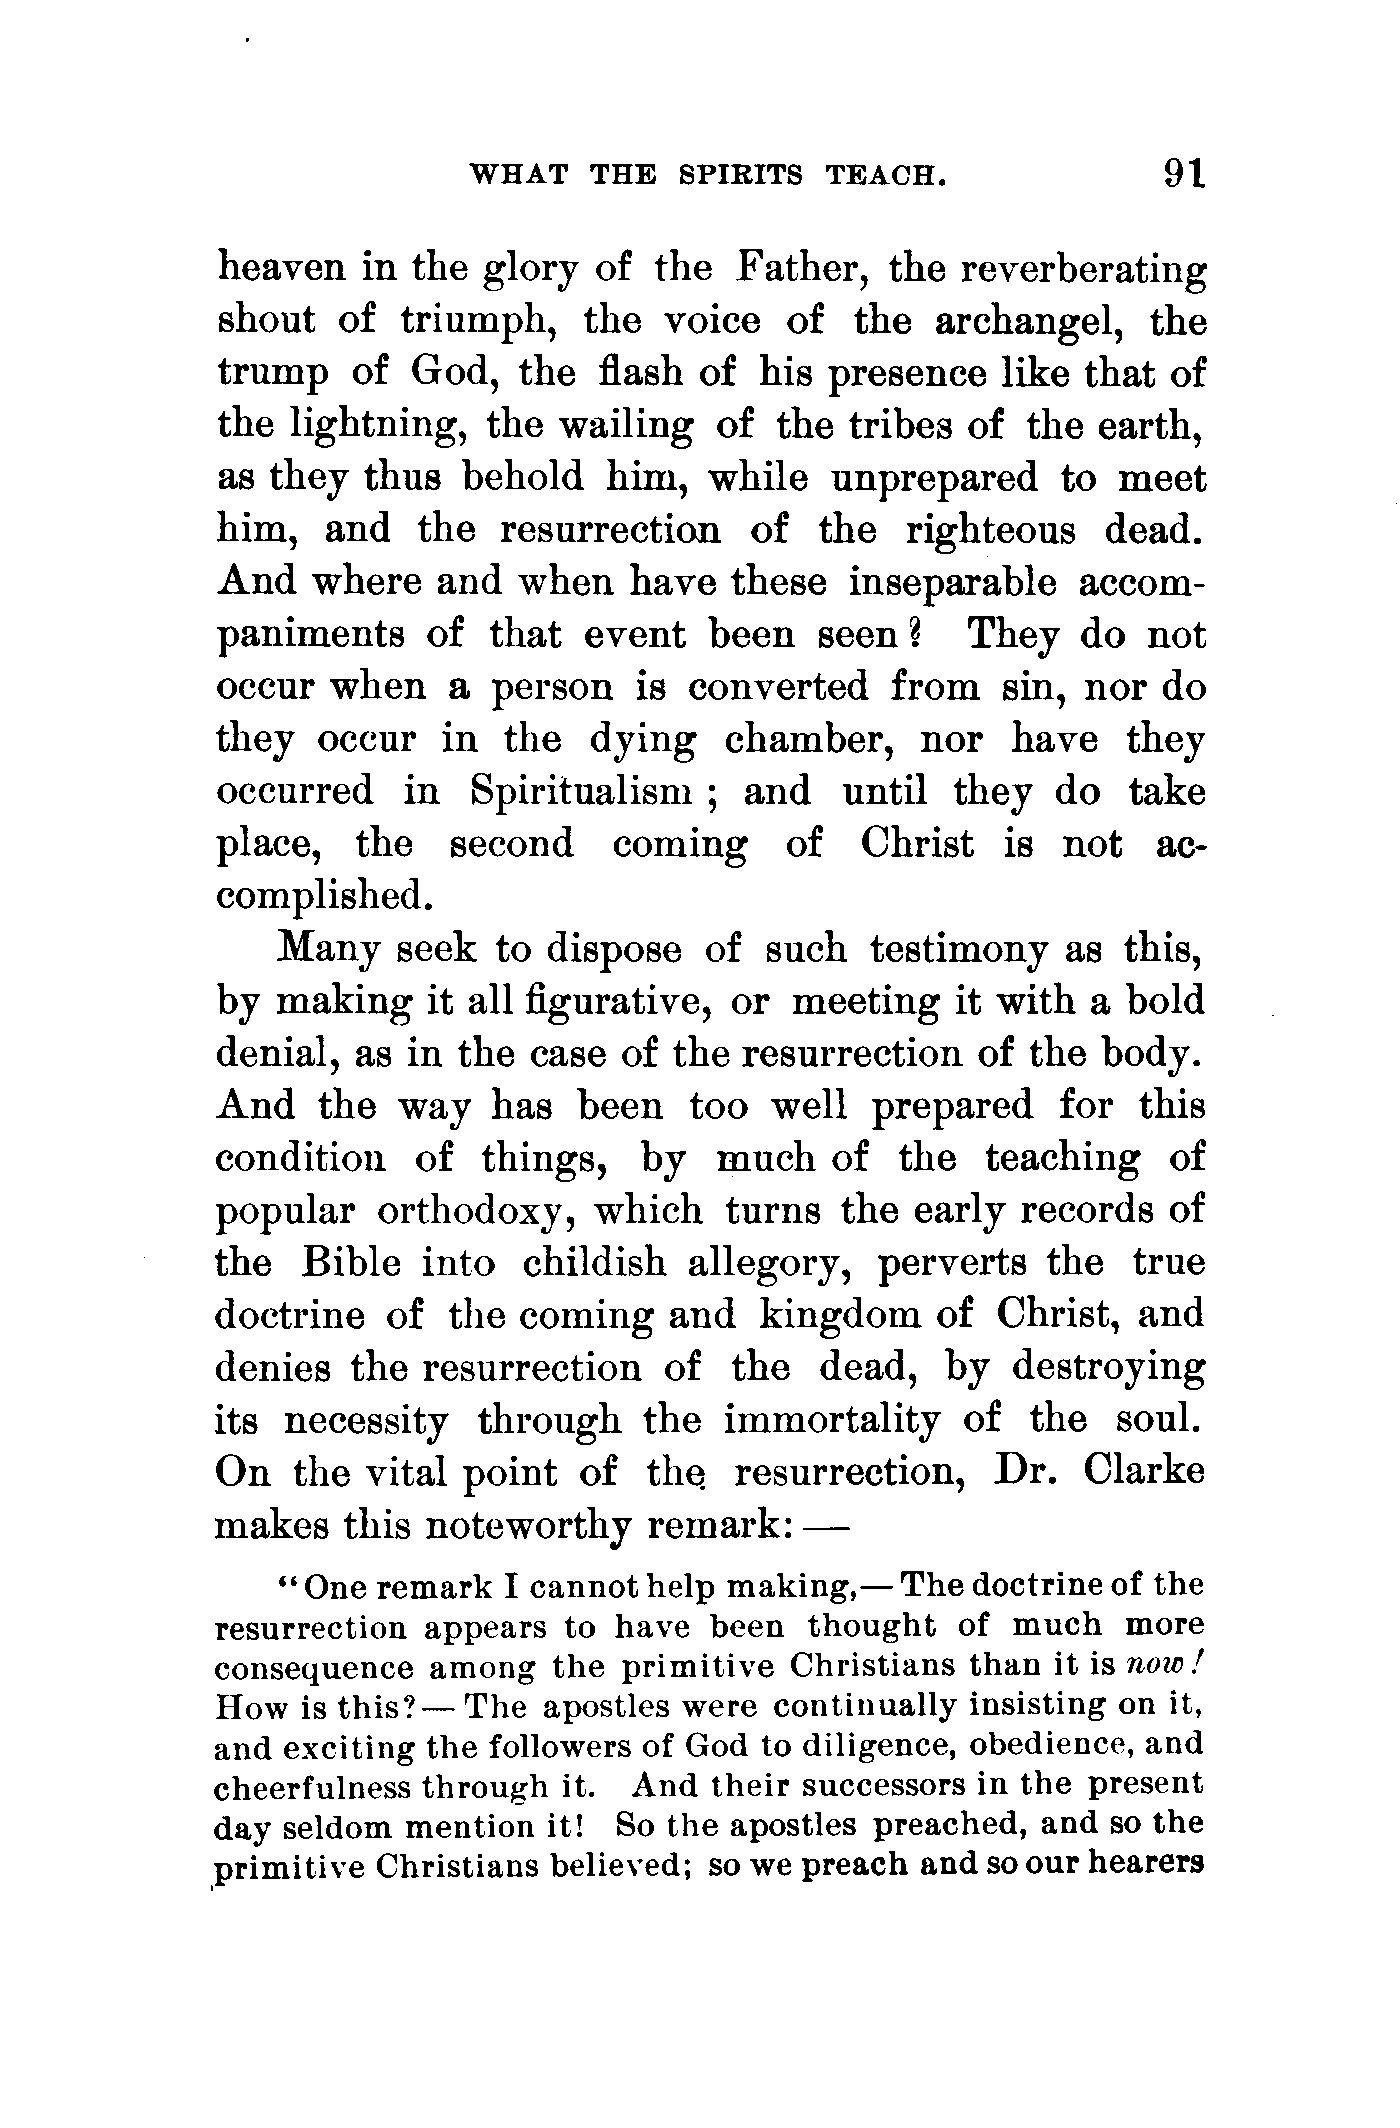 WHAT THE SPIRITS TEACH. 91
heaven in the glory of the Father, the reverberating
shout of triumph, the voice of the archangel, the
trump of God, the flash of his presence like that of
the lightning, the wailing of the tribes of the earth,
as they thus behold him, while unprepared to meet
him, and the resurrection of the righteous dead.
And where and when have these inseparable accom-
paniments of that event been seen? They do not
occur when a person is converted from sin, nor do
they occur in the dying chamber, nor have they
occurred in Spiritualism; and until they do take
place, the second coming of Christ is not ac-
complished.
Many seek to dispose of such testimony as this,
by making it all figurative, or meeting it with a bold
denial, as in the case of the resurrection of the body.
And the way has been too well prepared for this
condition of things, by much of the teaching of
popular orthodoxy, which turns the early records of
the Bible into childish allegory, perverts the true
doctrine of the coming and kingdom of Christ, and
denies the resurrection of the dead, by destroying
its necessity through the immortality of the soul.
On the vital point of the resurrection, Dr. Clarke
makes this noteworthy remark: —
“One remark I cannot help making,— The doctrine of the
resurrection appears to have been thought of much more
consequence among the primitive Christians than it is now!
How is this?— The apostles were continually insisting on it,
and exciting the followers of God to diligence, obedience, and
cheerfulness through it. And their successors in the present
day seldom mention it! So the apostles preached, and so the
primitive Christians believed; so we preach and so our hearers